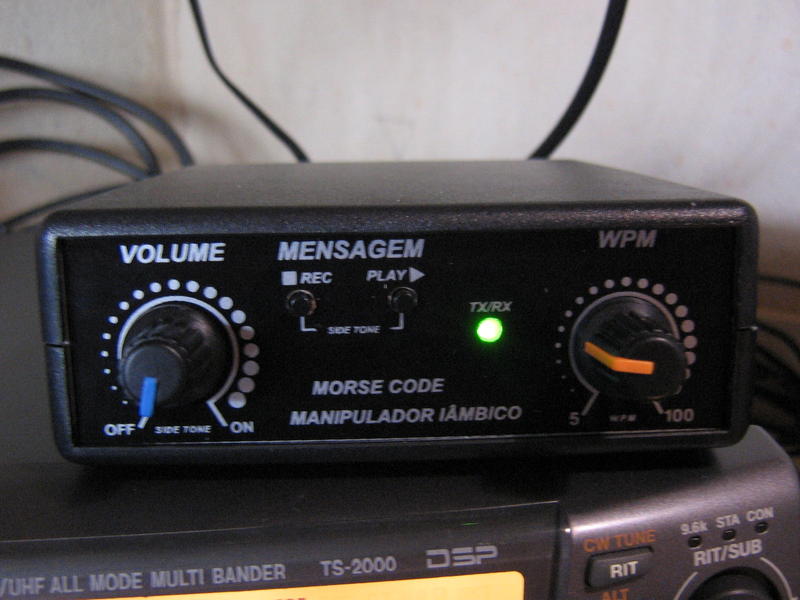 VOLUME
MENSAGEM
WPM
REC
PLAY
SIDE TONE
TX/RX
MORSE CODE
MANIPULADOR IÂMBICO
OFF
SIDE TONE
ON
5
WPM
100
/UHF ALL MODE MULTI BANDER
TS-2000
DSP
CW TUNE
RIT
ALT
9.6k
STA
CON
RIT/SUB